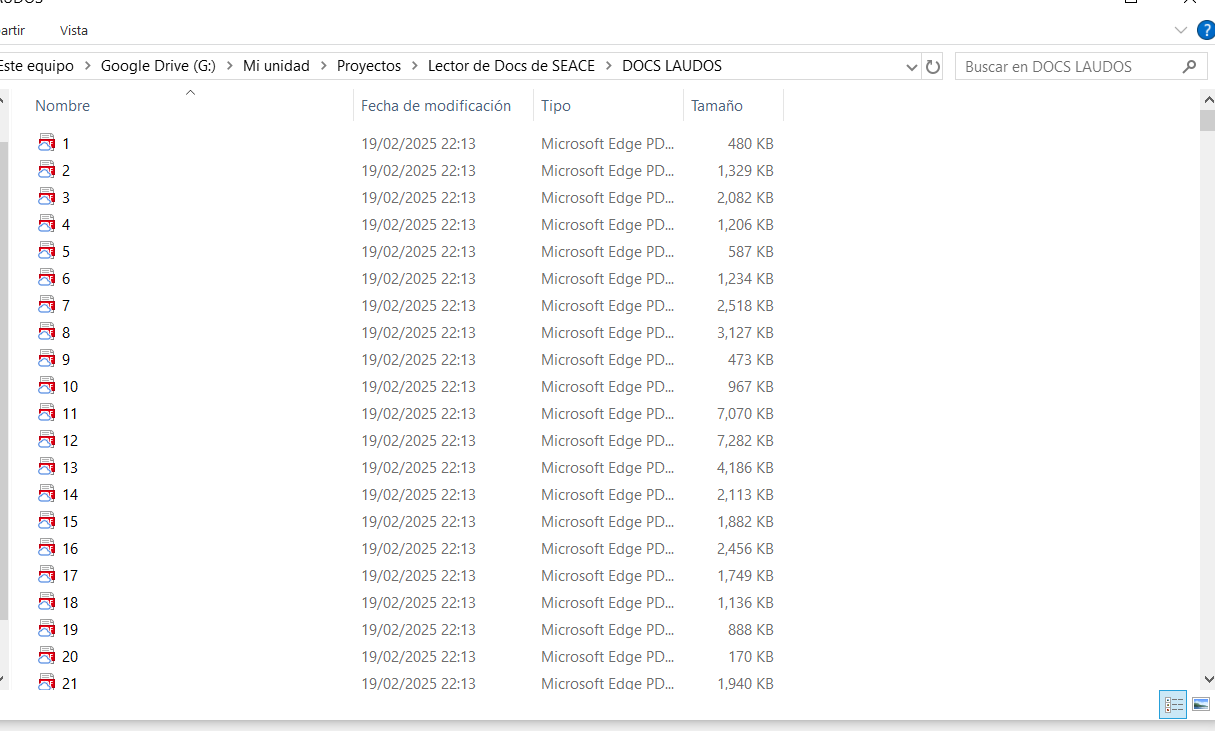 artir Vista
Este equipo > Google Drive (G:) > Mi unidad > Proyectos > Lector de Docs de SEACE > DOCS LAUDOS Buscar en DOCS LAUDOS
Nombre Fecha de modificación Tipo Tamaño
1 19/02/2025 22:13 Microsoft Edge PD... 480 KB
2 19/02/2025 22:13 Microsoft Edge PD... 1,329 KB
3 19/02/2025 22:13 Microsoft Edge PD... 2,082 KB
4 19/02/2025 22:13 Microsoft Edge PD... 1,206 KB
5 19/02/2025 22:13 Microsoft Edge PD... 587 KB
6 19/02/2025 22:13 Microsoft Edge PD... 1,234 KB
7 19/02/2025 22:13 Microsoft Edge PD... 2,518 KB
8 19/02/2025 22:13 Microsoft Edge PD... 3,127 KB
9 19/02/2025 22:13 Microsoft Edge PD... 473 KB
10 19/02/2025 22:13 Microsoft Edge PD... 967 KB
11 19/02/2025 22:13 Microsoft Edge PD... 7,070 KB
12 19/02/2025 22:13 Microsoft Edge PD... 7,282 KB
13 19/02/2025 22:13 Microsoft Edge PD... 4,186 KB
14 19/02/2025 22:13 Microsoft Edge PD... 2,113 KB
15 19/02/2025 22:13 Microsoft Edge PD... 1,882 KB
16 19/02/2025 22:13 Microsoft Edge PD... 2,456 KB
17 19/02/2025 22:13 Microsoft Edge PD... 1,749 KB
18 19/02/2025 22:13 Microsoft Edge PD... 1,136 KB
19 19/02/2025 22:13 Microsoft Edge PD... 888 KB
20 19/02/2025 22:13 Microsoft Edge PD... 170 KB
21 19/02/2025 22:13 Microsoft Edge PD... 1,940 KB